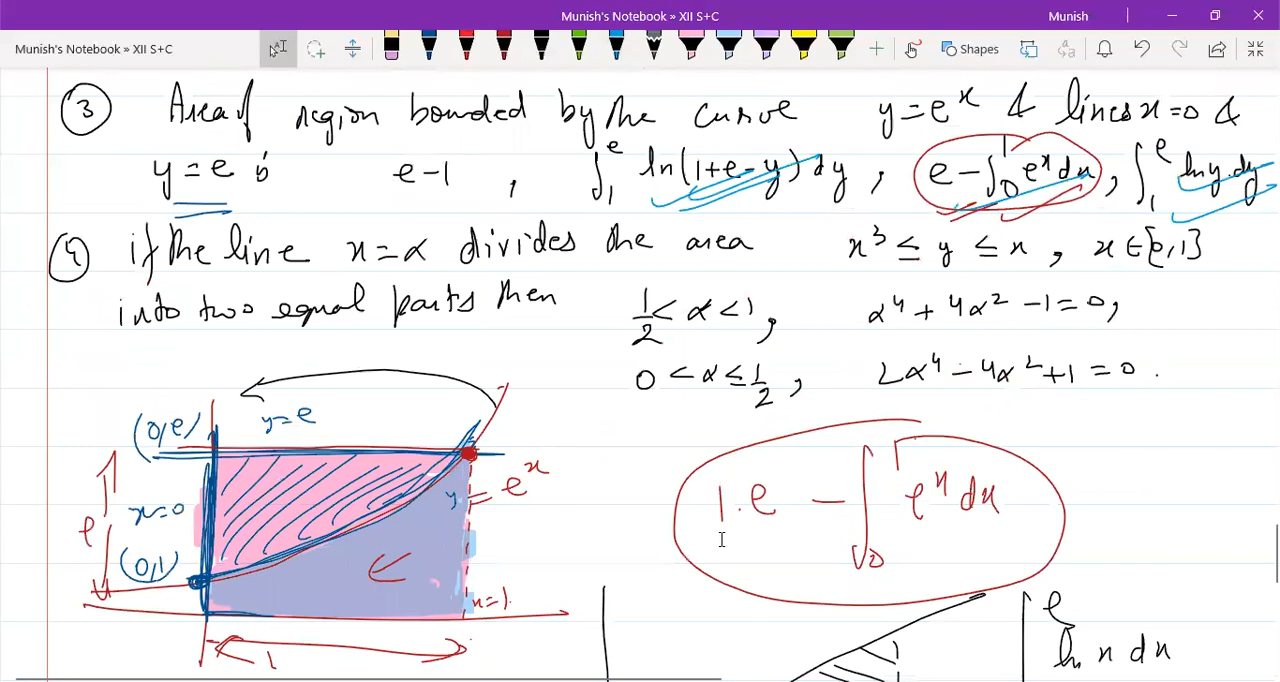 Munish's Notebook » XII S+C
Munish
Munish's Notebook » XII S+C
Shapes
③ Area of region bounded by the curve y = e^x & lines x=0 &
y = e is e-1, ∫₁^e ln(1+e-y) dy, e - ∫₀¹ e^x dx, ∫₁^e ln y dy
④ if the line x = α divides the area x³ ≤ y ≤ x, x ∈ [0,1]
into two equal parts then 1/2 < α < 1, α⁴ + 4α² - 1 = 0,
0 < α ≤ 1/2, 2α⁴ - 4α² + 1 = 0.
(0,e) y = e
y = e^x
x=0
e
(0,1)
x=1
1
1.e - ∫₀¹ e^x dx
e
ln x dx